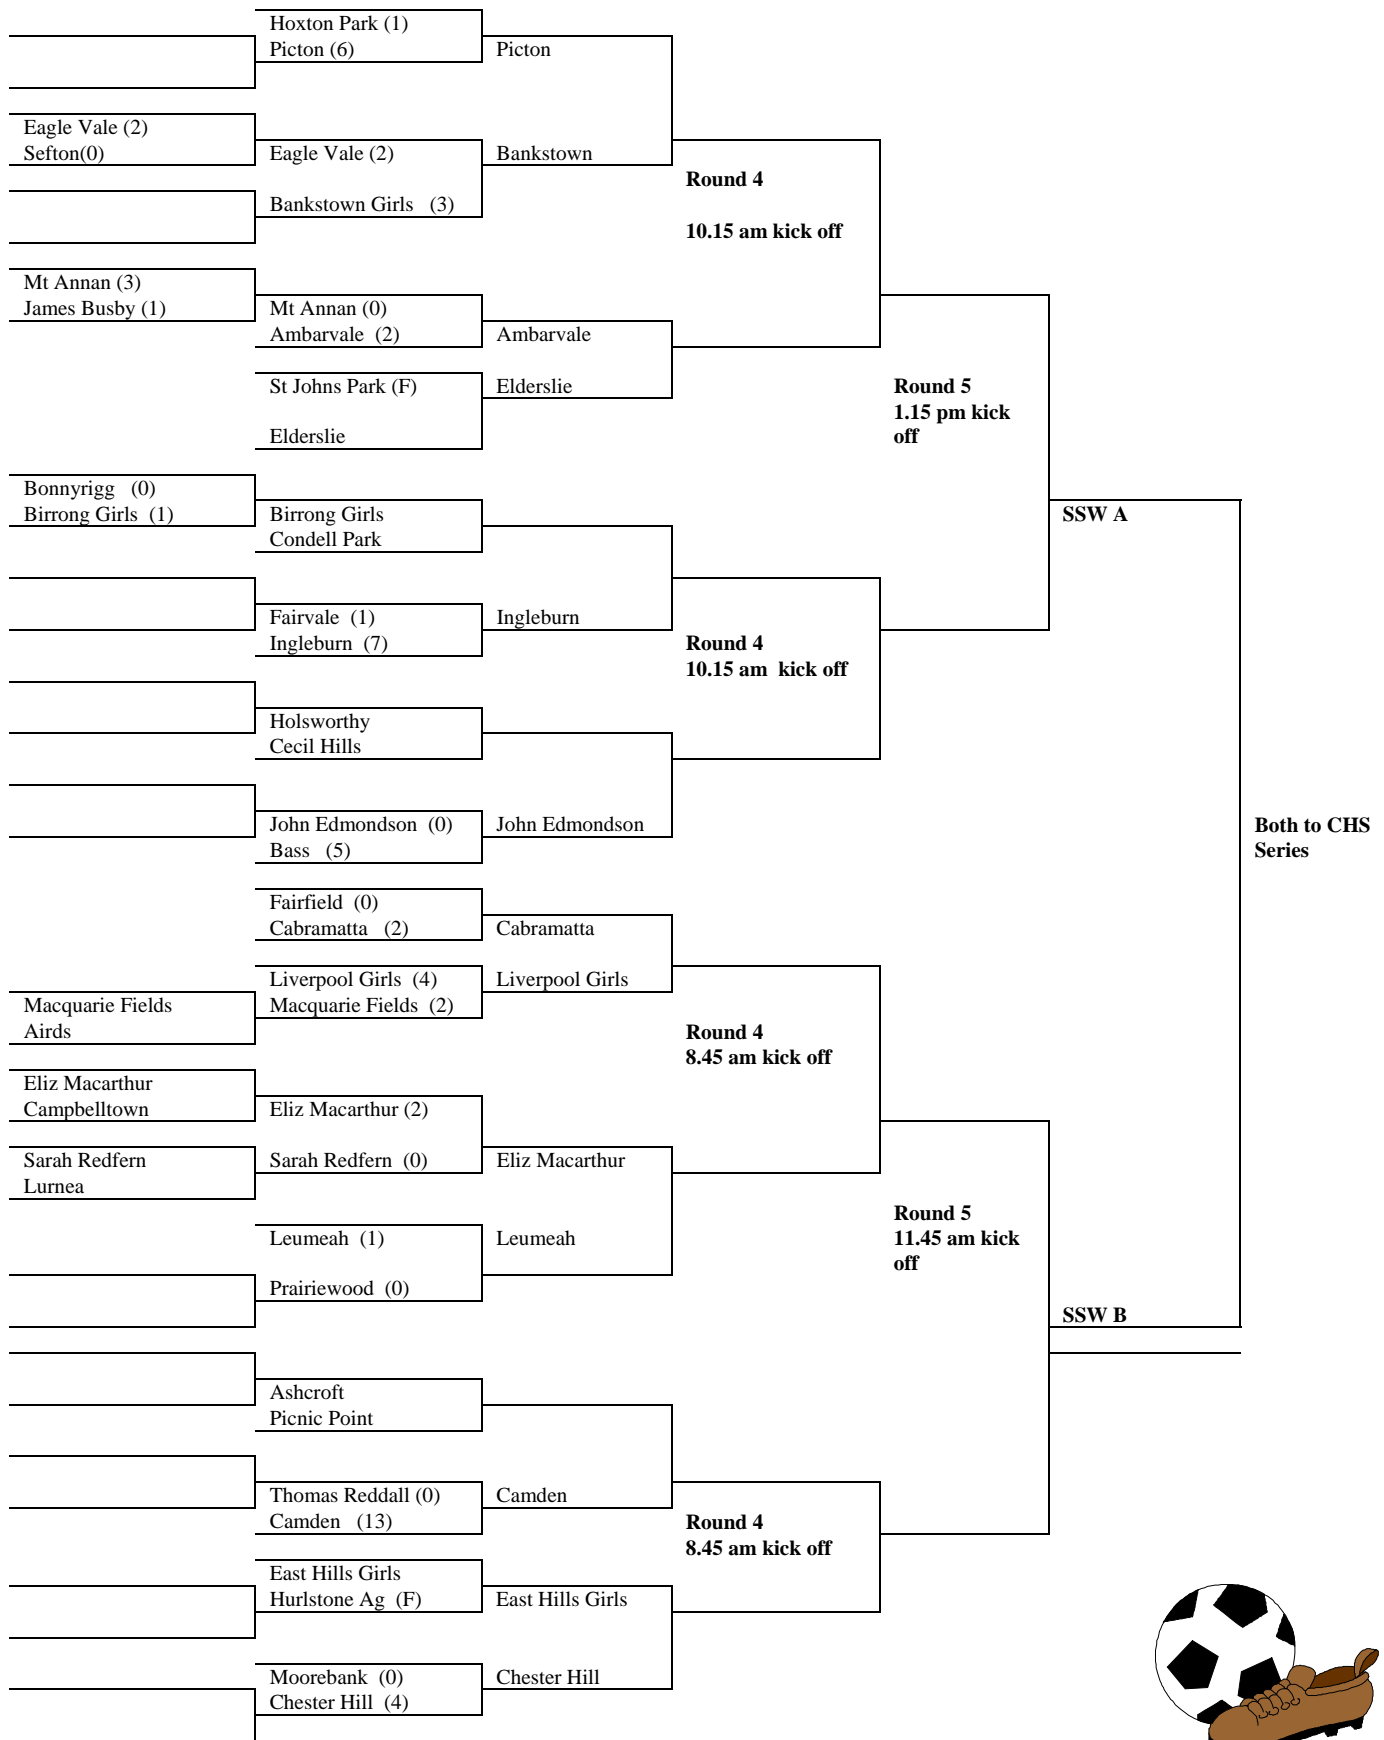 Hoxton Park (1)
Picton (6)
Picton
Eagle Vale (2)
Sefton(0)
Eagle Vale (2)
Bankstown
Round 4
Bankstown Girls (3)
10.15 am kick off
Mt Annan (3)
James Busby (1)
Mt Annan (0)
Ambarvale (2)
Ambarvale
St Johns Park (F)
Elderslie
Round 5
1.15 pm kick
off
Elderslie
Bonnyrigg (0)
Birrong Girls (1)
Birrong Girls
Condell Park
SSW A
Fairvale (1)
Ingleburn (7)
Ingleburn
Round 4
10.15 am kick off
Holsworthy
Cecil Hills
John Edmondson (0)
Bass (5)
John Edmondson
Both to CHS
Series
Fairfield (0)
Cabramatta (2)
Cabramatta
Liverpool Girls (4)
Macquarie Fields (2)
Liverpool Girls
Macquarie Fields
Airds
Round 4
8.45 am kick off
Eliz Macarthur
Campbelltown
Eliz Macarthur (2)
Sarah Redfern
Lurnea
Sarah Redfern (0)
Eliz Macarthur
Leumeah (1)
Leumeah
Round 5
11.45 am kick
off
Prairiewood (0)
SSW B
Ashcroft
Picnic Point
Thomas Reddall (0)
Camden (13)
Camden
Round 4
8.45 am kick off
East Hills Girls
Hurlstone Ag (F)
East Hills Girls
Moorebank (0)
Chester Hill (4)
Chester Hill